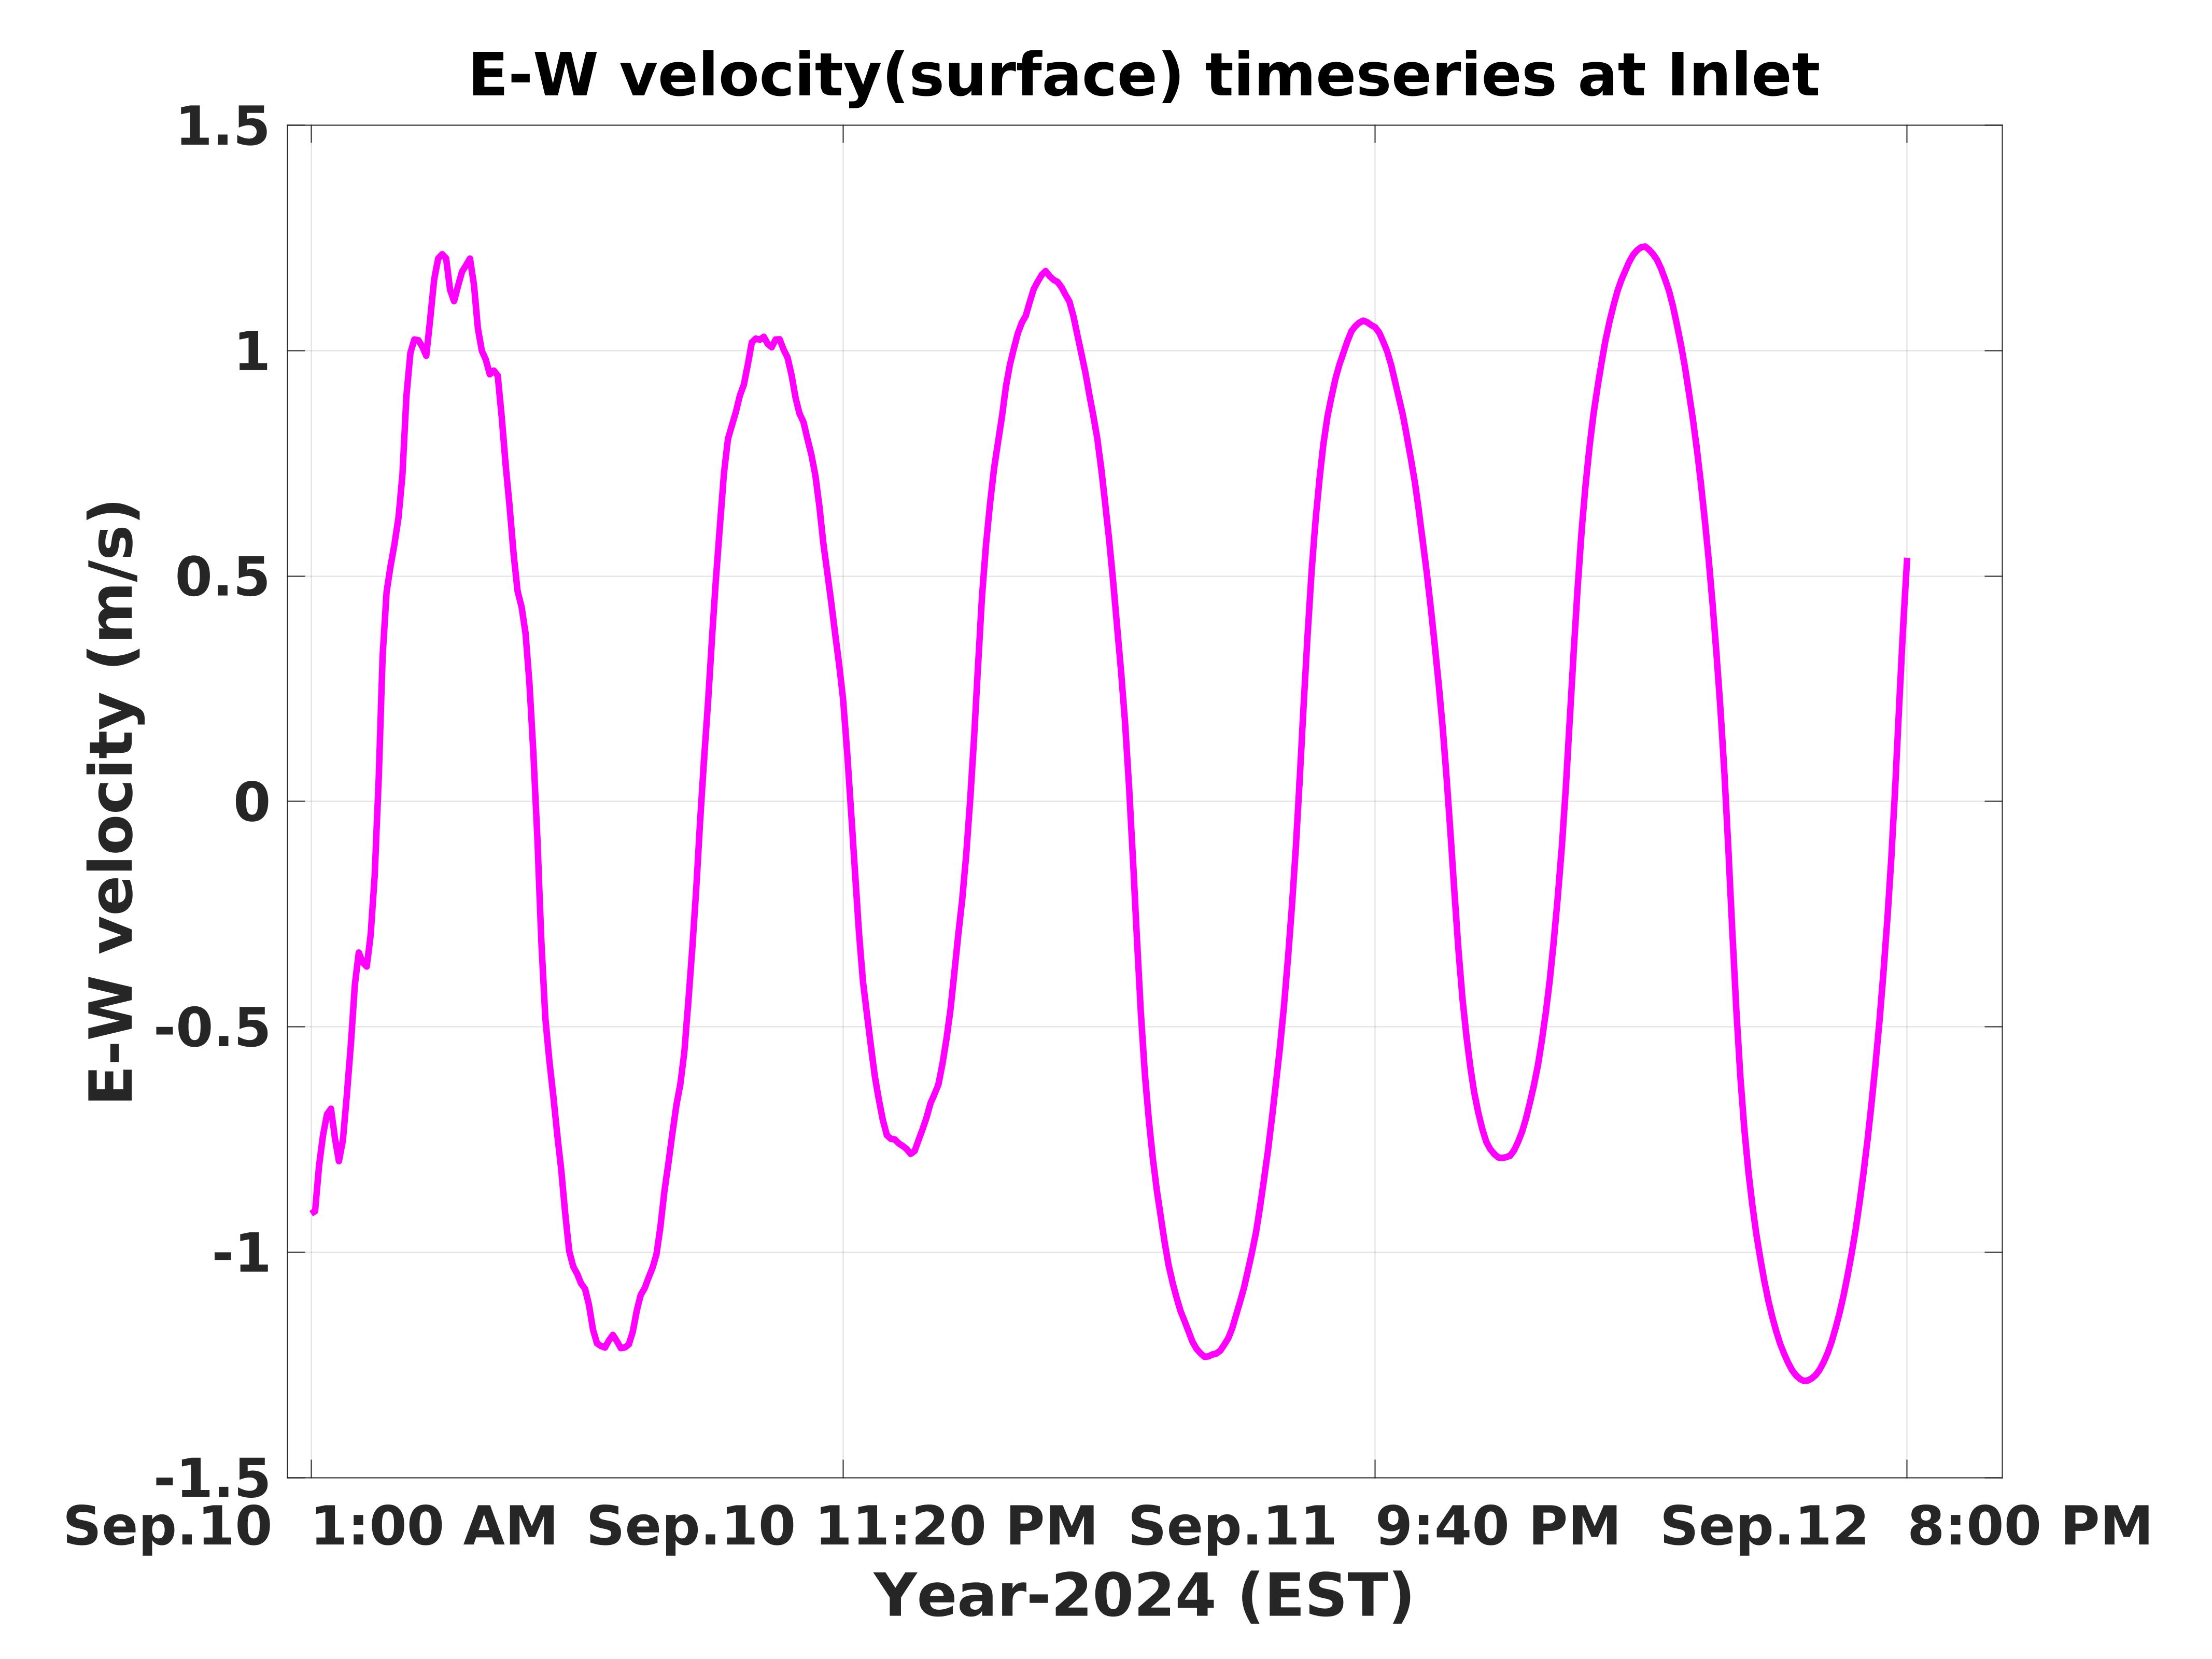 E-W velocity(surface) timeseries at Inlet
E-W velocity (m/s)
1.5
1
0.5
0
-0.5
-1
-1.5
Sep.10 1:00 AM Sep.10 11:20 PM Sep.11 9:40 PM Sep.12 8:00 PM
Year-2024 (EST)